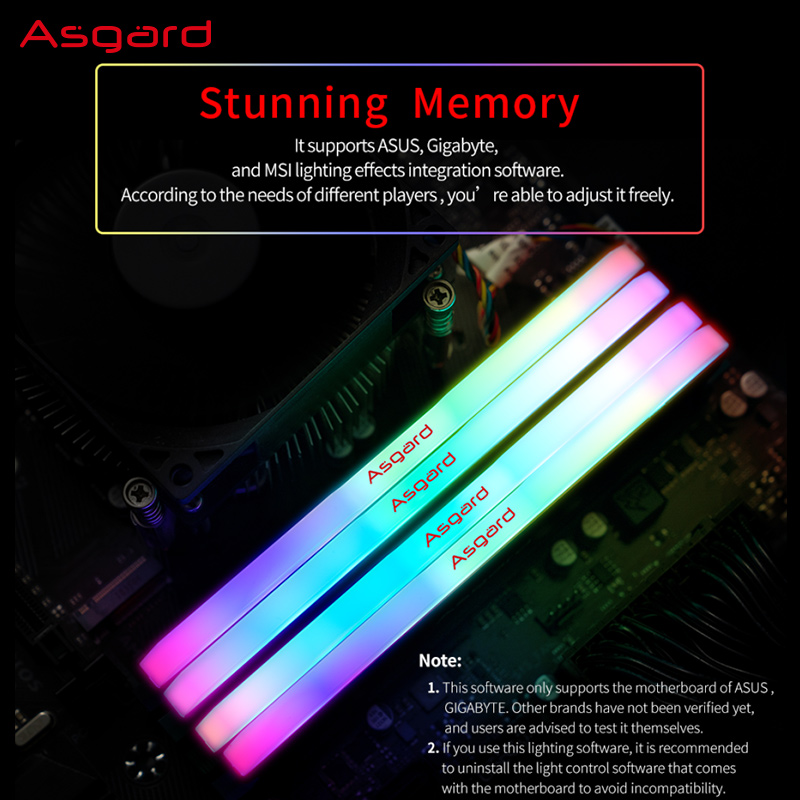 Asgard
Stunning Memory
It supports ASUS, Gigabyte,
and MSI lighting effects integration software.
According to the needs of different players , you’ re able to adjust it freely.
Asgard
Asgard
Asgard
Asgard
Note:
1. This software only supports the motherboard of ASUS ,
GIGABYTE. Other brands have not been verified yet,
and users are advised to test it themselves.
2. If you use this lighting software, it is recommended
to uninstall the light control software that comes
with the motherboard to avoid incompatibility.